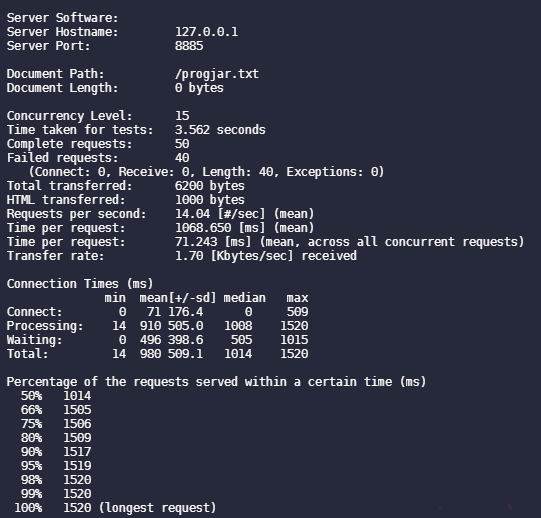 Server Software:
Server Hostname:        127.0.0.1
Server Port:            8885

Document Path:          /progjar.txt
Document Length:        0 bytes

Concurrency Level:      15
Time taken for tests:   3.562 seconds
Complete requests:      50
Failed requests:        40
   (Connect: 0, Receive: 0, Length: 40, Exceptions: 0)
Total transferred:      6200 bytes
HTML transferred:       1000 bytes
Requests per second:    14.04 [#/sec] (mean)
Time per request:       1068.650 [ms] (mean)
Time per request:       71.243 [ms] (mean, across all concurrent requests)
Transfer rate:          1.70 [Kbytes/sec] received

Connection Times (ms)
              min  mean[+/-sd] median   max
Connect:        0   71 176.4      0     509
Processing:    14  910 505.0   1008    1520
Waiting:        0  496 398.6    505    1015
Total:         14  980 509.1   1014    1520

Percentage of the requests served within a certain time (ms)
  50%   1014
  66%   1505
  75%   1506
  80%   1509
  90%   1517
  95%   1519
  98%   1520
  99%   1520
 100%   1520 (longest request)